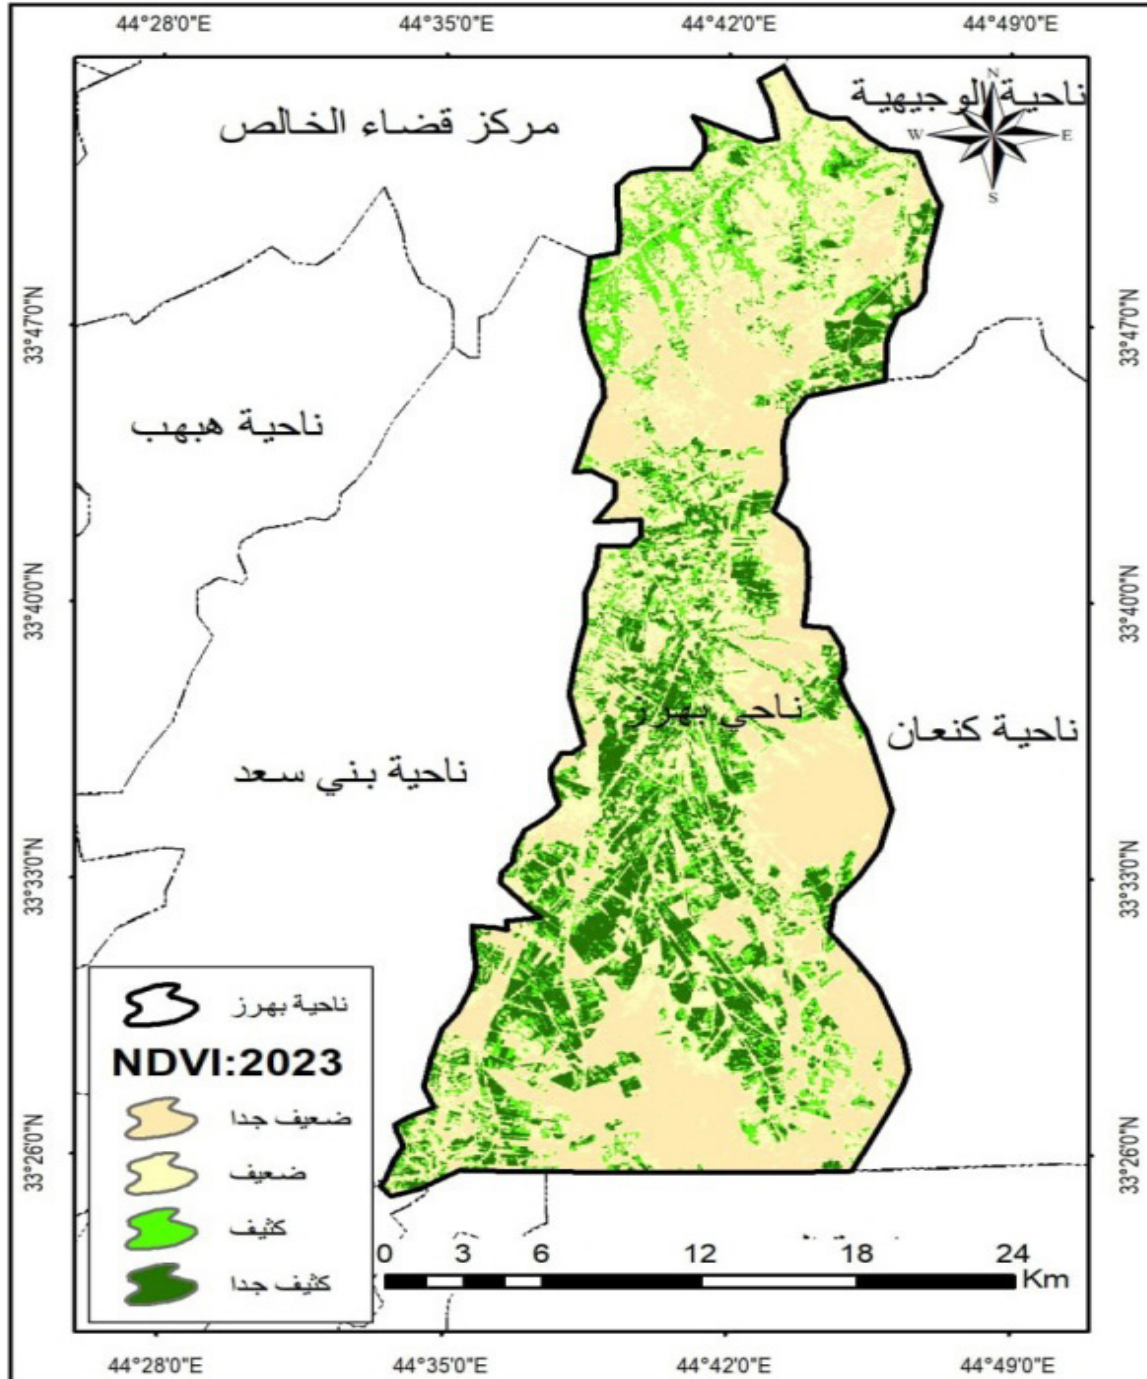 44°28'0"E 44°35'0"E 44°42'0"E 44°49'0"E
ناحية الوجيهية
N
W E
S
مركز قضاء الخالص
33°47'0"N 33°47'0"N
ناحية هبهب
33°40'0"N 33°40'0"N
ناحي بهرز
ناحية كنعان
ناحية بني سعد
33°33'0"N 33°33'0"N
ناحية بهرز
NDVI:2023
ضعيف جدا
ضعيف
كثيف
كثيف جدا
33°26'0"N 33°26'0"N
0 3 6 12 18 24
Km
44°28'0"E 44°35'0"E 44°42'0"E 44°49'0"E